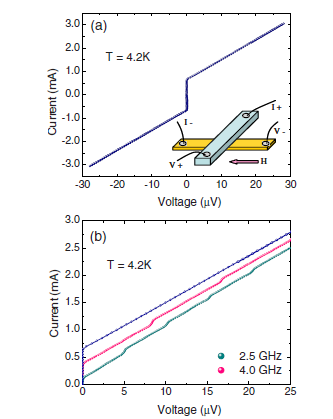 (a)
T = 4.2K
3.0
2.0
1.0
0.0
-1.0
-2.0
-3.0
Current (mA)
I -
I +
V -
V +
H
-30 -20 -10 0 10 20 30
Voltage (μV)
(b)
T = 4.2K
3.0
2.5
2.0
1.5
1.0
0.5
0.0
Current (mA)
2.5 GHz
4.0 GHz
0 5 10 15 20 25
Voltage (μV)